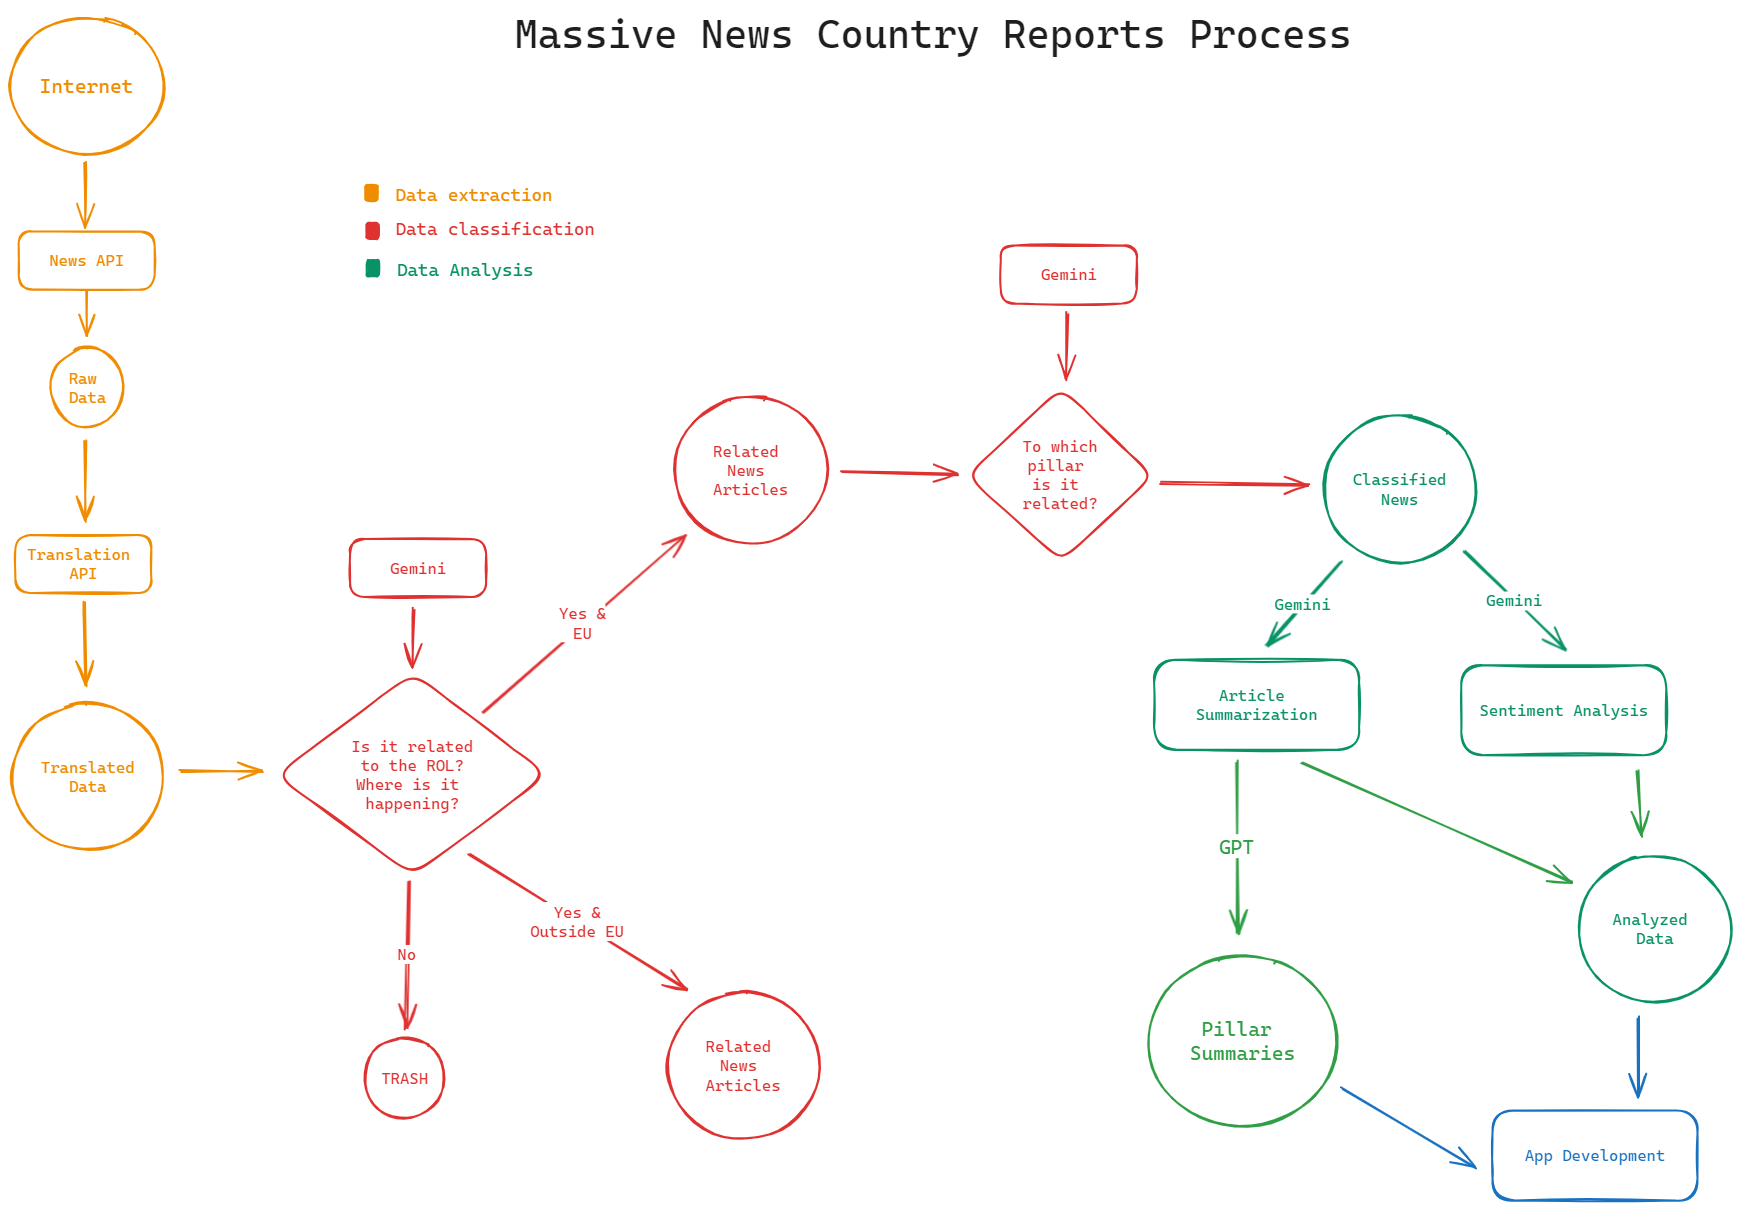 Massive News Country Reports Process
Internet
News API
Raw
Data
Translation
API
Translated
Data
Data extraction
Data classification
Data Analysis
Gemini
Is it related
to the ROL?
Where is it
happening?
Yes &
EU
Yes &
Outside EU
No
TRASH
Related
News
Articles
Related
News
Articles
Gemini
To which
pillar
is it
related?
Classified
News
Gemini
Gemini
Article
Summarization
Sentiment Analysis
GPT
Pillar
Summaries
Analyzed
Data
App Development